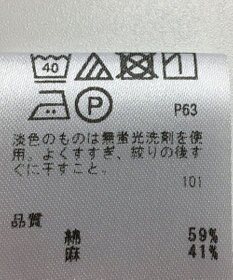 40
P
P63
淡色のものは無蛍光洗剤を使
用。よくすすぎ、絞りの後す
ぐに干すこと。
101
品質
綿 59%
麻 41%